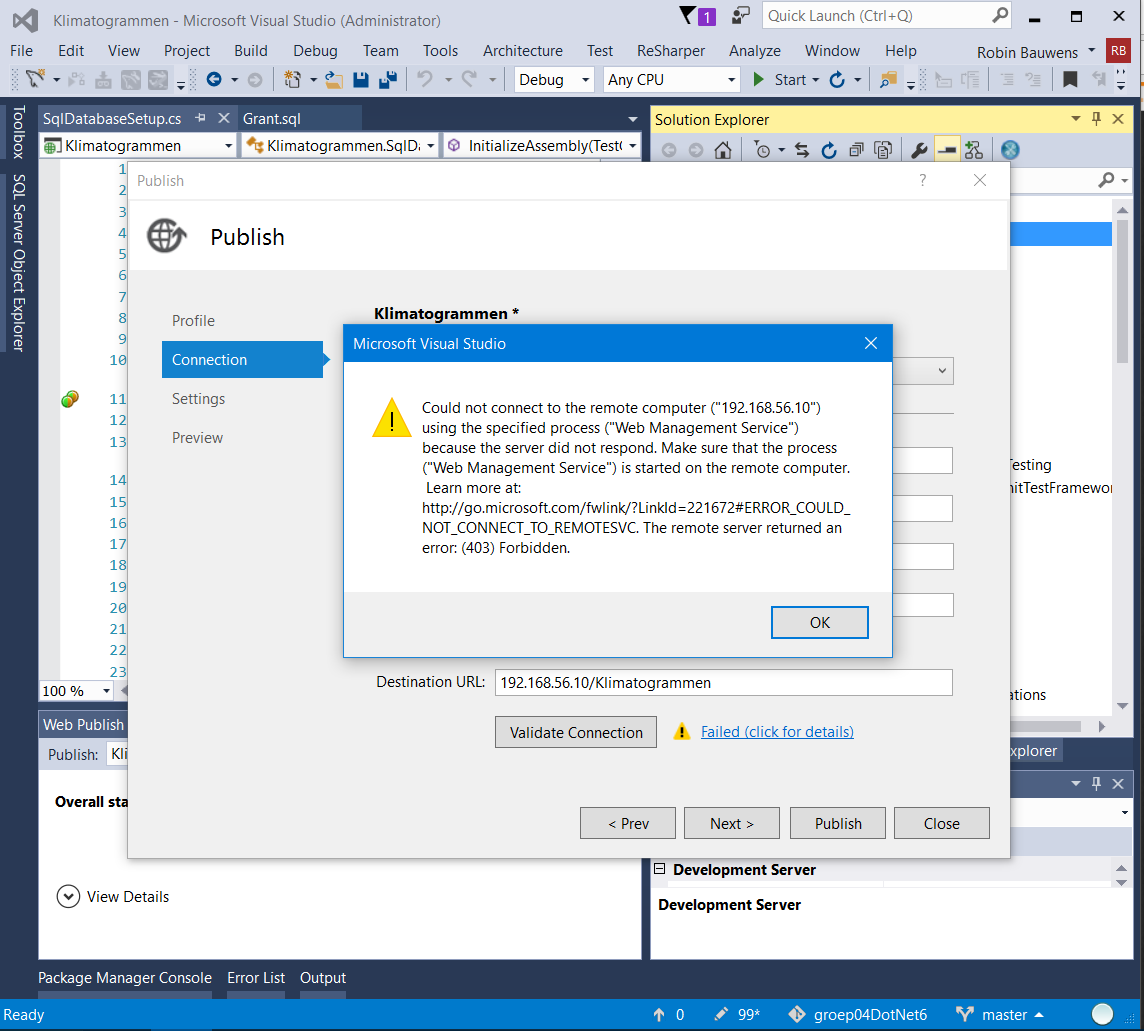 Klimatogrammen - Microsoft Visual Studio (Administrator)
1
Quick Launch (Ctrl+Q)
File Edit View Project Build Debug Team Tools Architecture Test ReSharper Analyze Window Help Robin Bauwens RB
Debug Any CPU Start
Toolbox
SQL Server Object Explorer
SqlDatabaseSetup.cs Grant.sql
Klimatogrammen Klimatogrammen.SqlDa InitializeAssembly(TestC
Solution Explorer
1
2
3
4
5
6
7
8
9
10
11
12
13
14
15
16
17
18
19
20
21
22
23
100 %
Publish ?
Publish
Profile
Connection
Settings
Preview
Klimatogrammen *
Microsoft Visual Studio
Could not connect to the remote computer ("192.168.56.10")
using the specified process ("Web Management Service")
because the server did not respond. Make sure that the process
("Web Management Service") is started on the remote computer.
Learn more at:
http://go.microsoft.com/fwlink/?LinkId=221672#ERROR_COULD_
NOT_CONNECT_TO_REMOTESVC. The remote server returned an
error: (403) Forbidden.
OK
Destination URL: 192.168.56.10/Klimatogrammen
Validate Connection Failed (click for details)
< Prev Next > Publish Close
Testing
nitTestFramewor
ations
xplorer
Web Publish
Publish: Kli
Overall sta
View Details
Development Server
Development Server
Package Manager Console Error List Output
Ready 0 99* groep04DotNet6 master